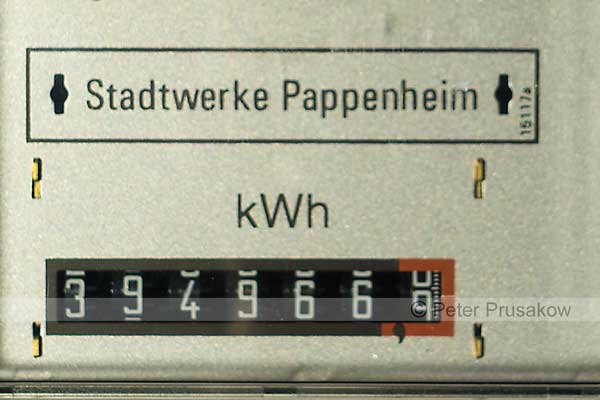 Stadtwerke Pappenheim
15117a
kWh
394966
© Peter Prusakow